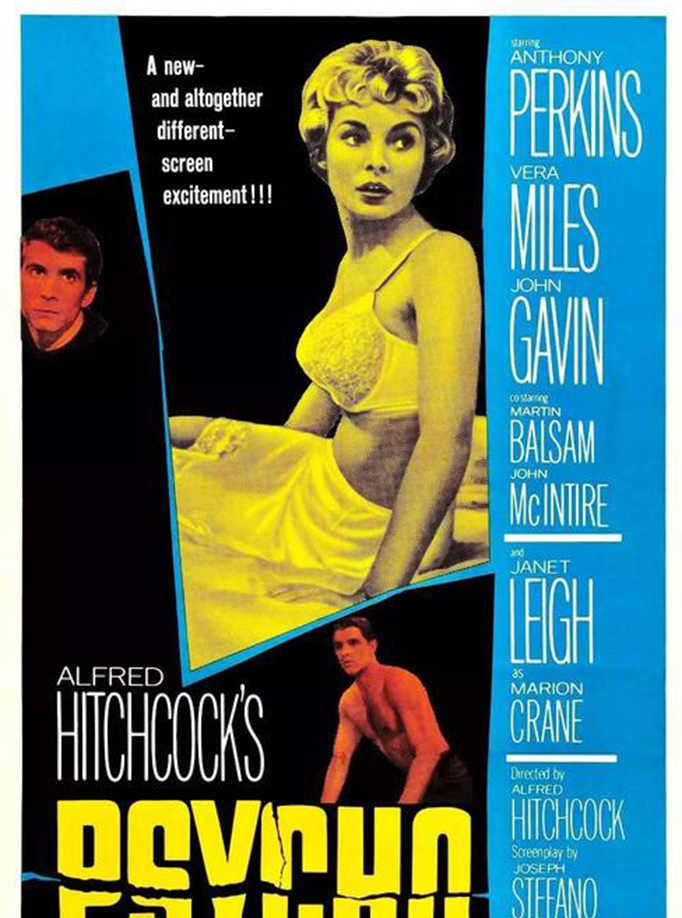 A new–
and altogether
different–
screen
excitement!!!
ALFRED
HITCHCOCK'S
PSYCHO
starring
ANTHONY
PERKINS
VERA
MILES
JOHN
GAVIN
co-starring
MARTIN
BALSAM
JOHN
McINTIRE
and
JANET
LEIGH
as
MARION
CRANE
Directed by
ALFRED
HITCHCOCK
Screenplay by
JOSEPH
STEFANO